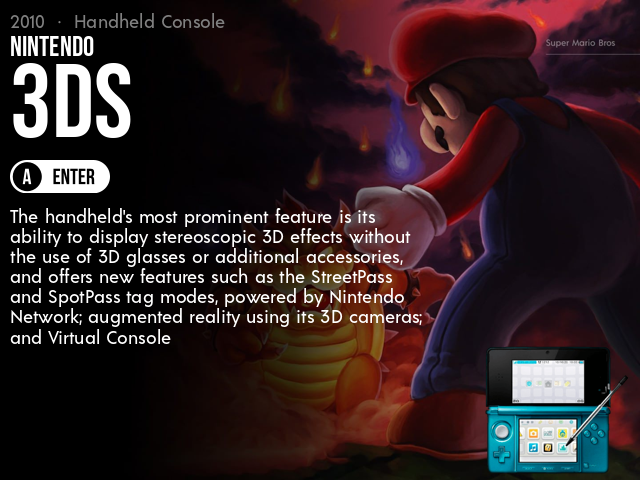 2010 · Handheld Console
NINTENDO
Super Mario Bros
3DS
A ENTER
The handheld's most prominent feature is its
ability to display stereoscopic 3D effects without
the use of 3D glasses or additional accessories,
and offers new features such as the StreetPass
and SpotPass tag modes, powered by Nintendo
Network; augmented reality using its 3D cameras;
and Virtual Console